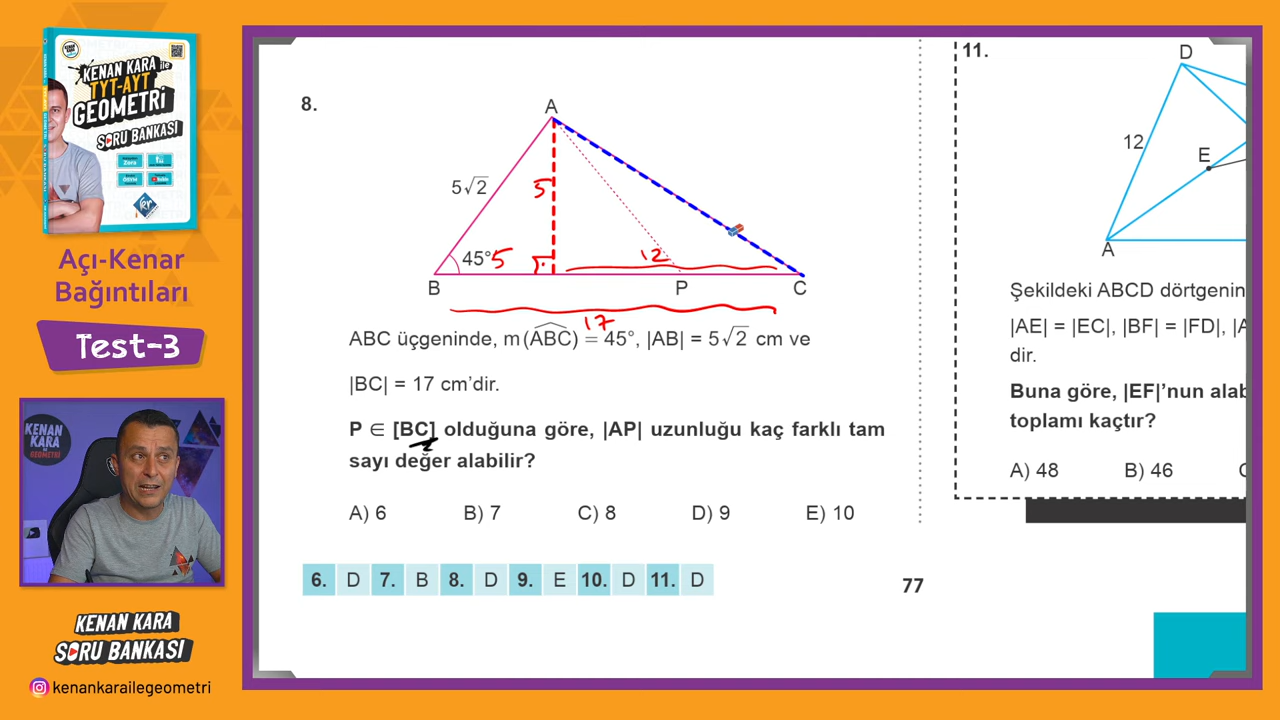 KENAN KARA ile
TYT-AYT
GEOMETRİ
SORU BANKASI
Açı-Kenar
Bağıntıları
Test-3
KENAN
KARA
KENAN KARA
SORU BANKASI
kenankarailegeometri
8.
A
5√2
5
45°
5
12
B
P
C
17
ABC üçgeninde, m(ABC) = 45°, |AB| = 5√2 cm ve
|BC| = 17 cm'dir.
P ∈ [BC] olduğuna göre, |AP| uzunluğu kaç farklı tam
sayı değer alabilir?
A) 6 B) 7 C) 8 D) 9 E) 10
6. D 7. B 8. D 9. E 10. D 11. D
77
11.
D
12
E
A
Şekildeki ABCD dörtgenin
|AE| = |EC|, |BF| = |FD|,
dir.
Buna göre, |EF|'nun alab
toplamı kaçtır?
A) 48 B) 46